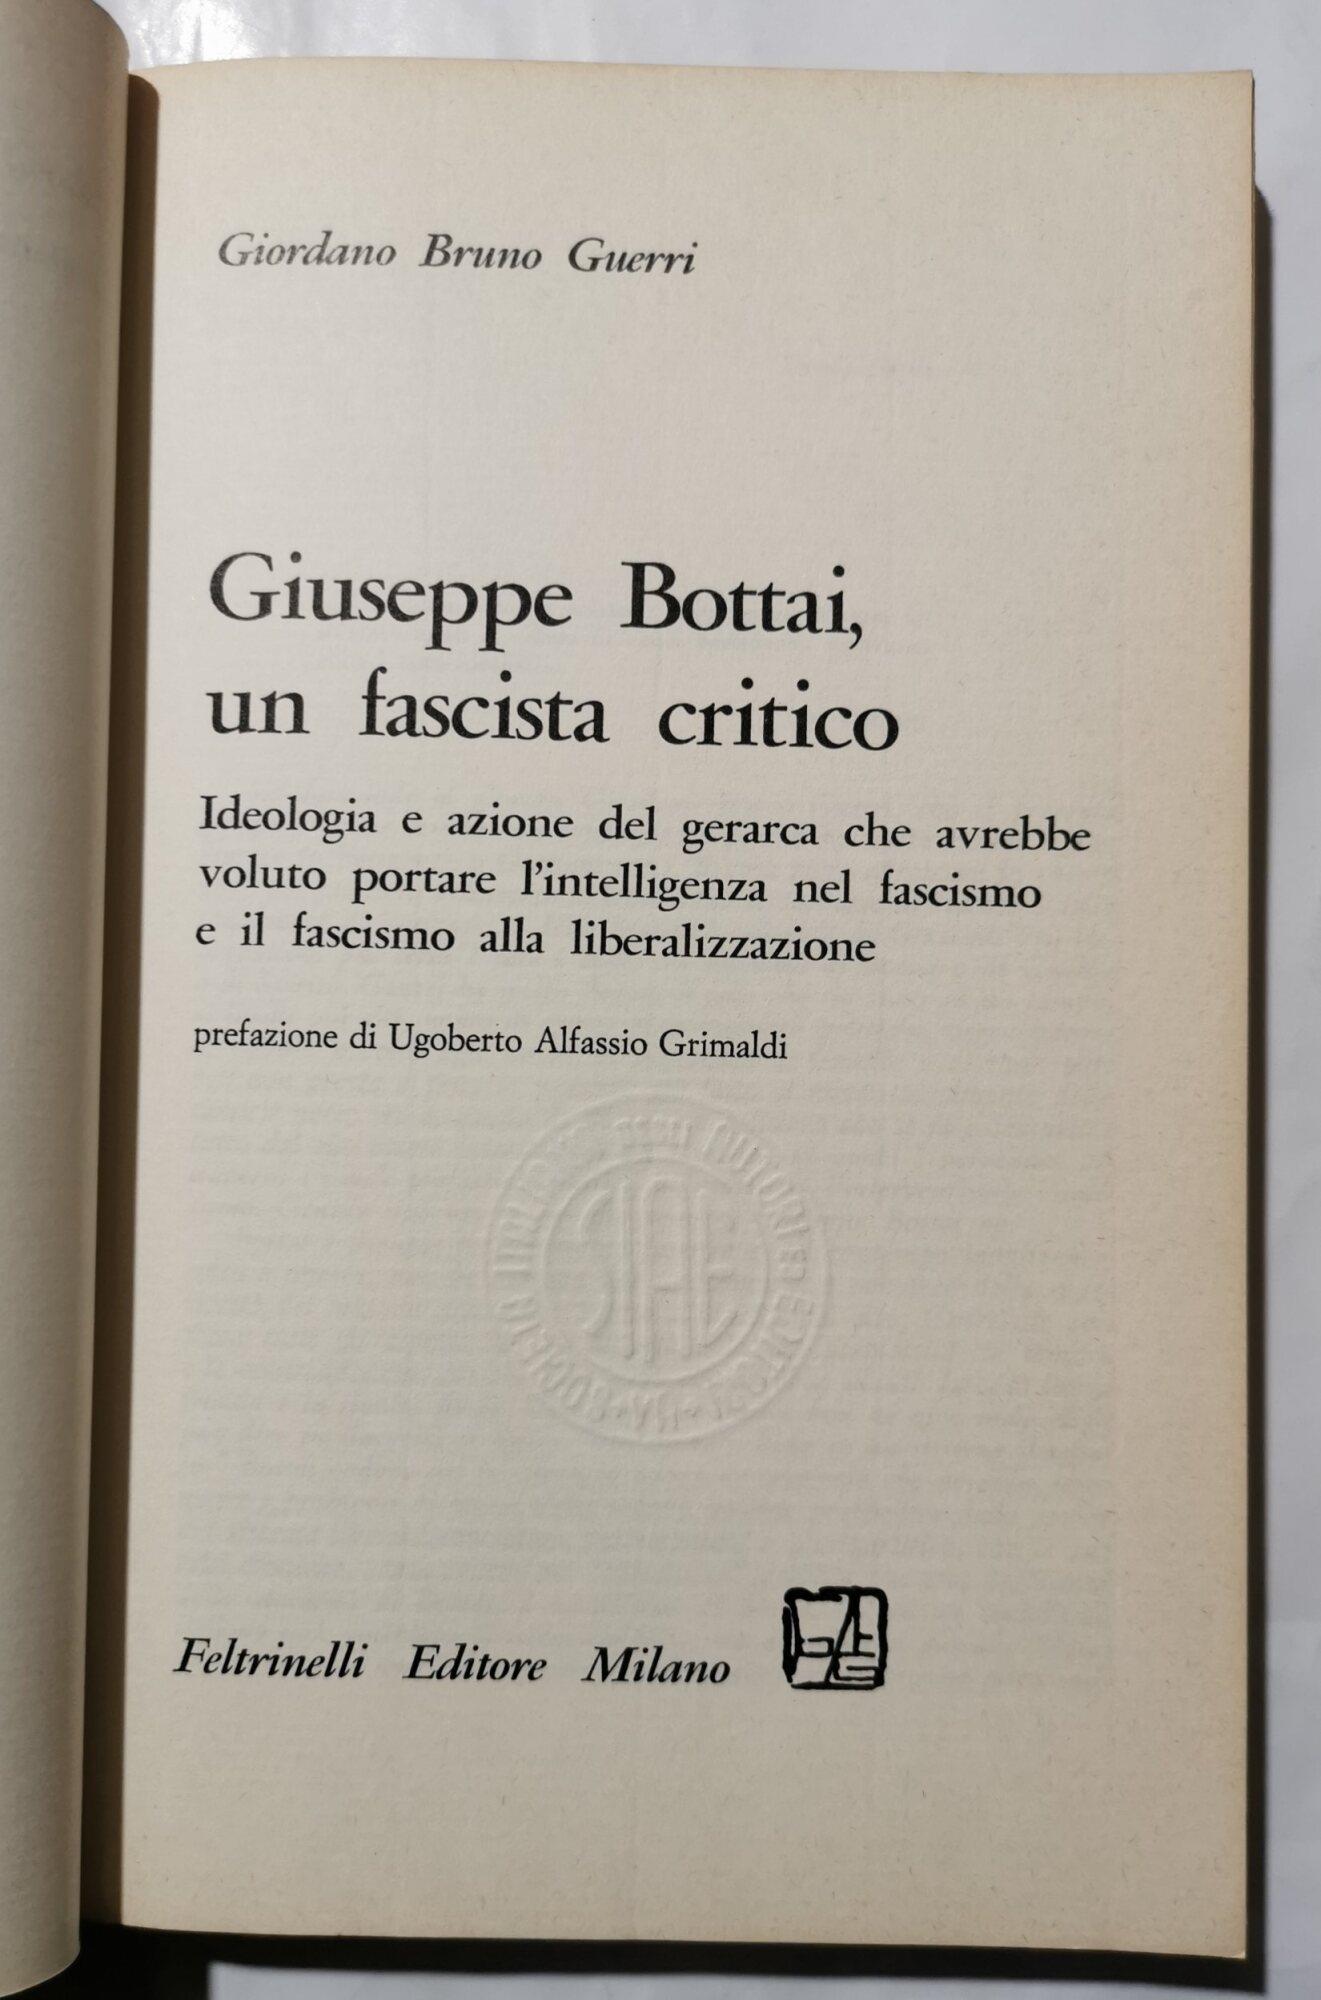 Giordano Bruno Guerri
Giuseppe Bottai,
un fascista critico
Ideologia e azione del gerarca che avrebbe
voluto portare l'intelligenza nel fascismo
e il fascismo alla liberalizzazione
prefazione di Ugoberto Alfassio Grimaldi
SIAE
Feltrinelli Editore Milano